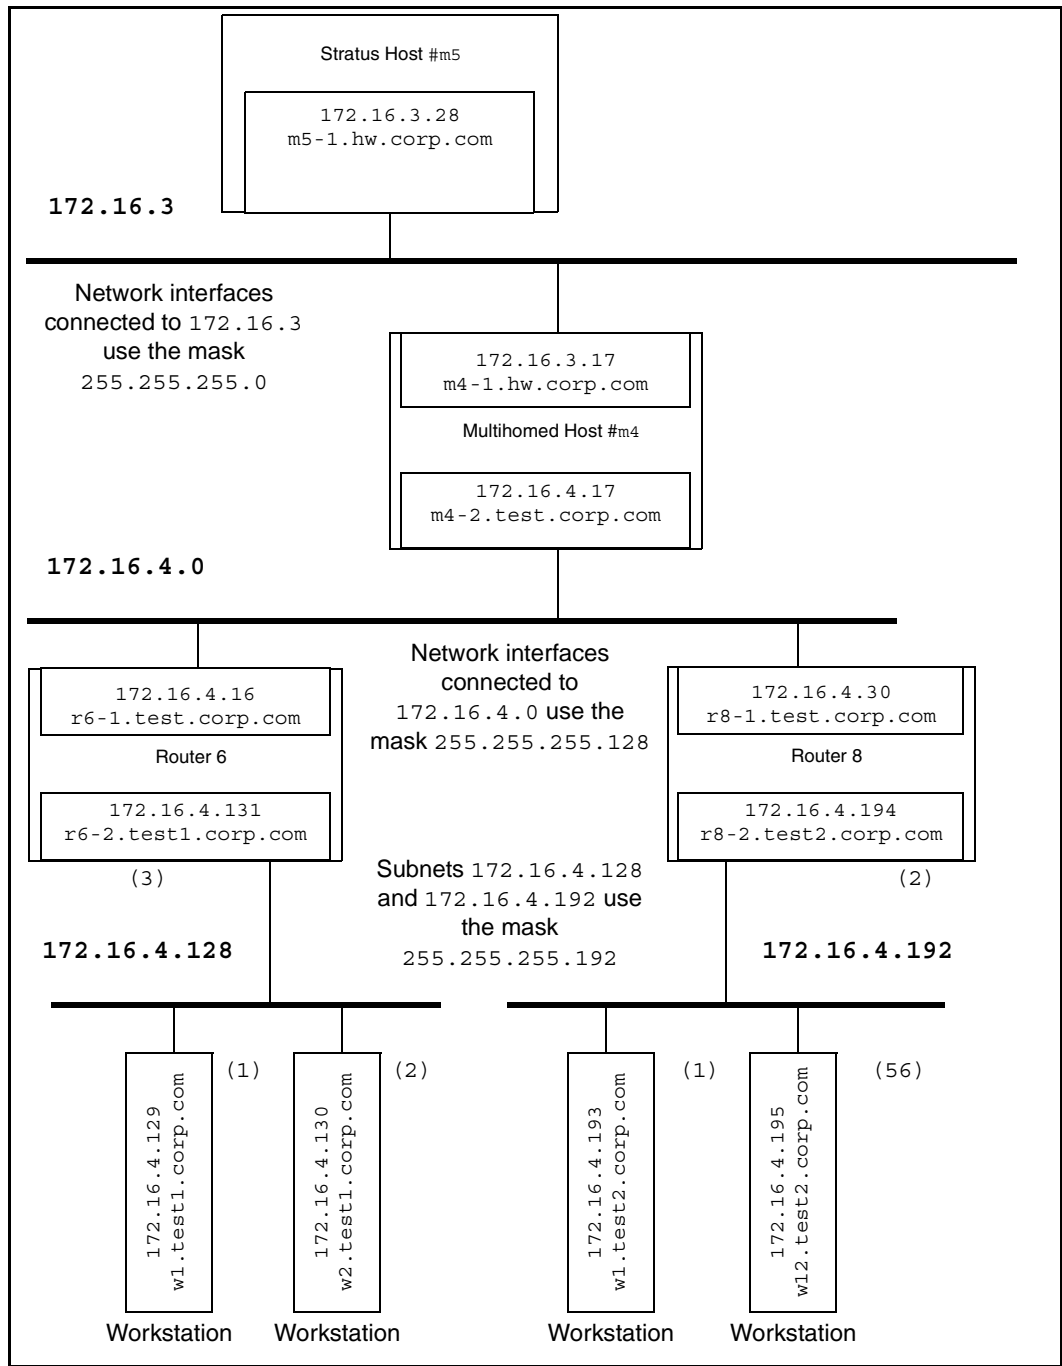 Stratus Host #m5
172.16.3.28
m5-1.hw.corp.com
172.16.3
Network interfaces
connected to 172.16.3
use the mask
255.255.255.0
172.16.3.17
m4-1.hw.corp.com
Multihomed Host #m4
172.16.4.17
m4-2.test.corp.com
172.16.4.0
Network interfaces
connected to
172.16.4.0 use the
mask 255.255.255.128
172.16.4.16
r6-1.test.corp.com
Router 6
172.16.4.131
r6-2.test1.corp.com
(3)
172.16.4.30
r8-1.test.corp.com
Router 8
172.16.4.194
r8-2.test2.corp.com
(2)
Subnets 172.16.4.128
and 172.16.4.192 use
the mask
255.255.255.192
172.16.4.128
172.16.4.192
172.16.4.129
w1.test1.corp.com
(1)
172.16.4.130
w2.test1.corp.com
(2)
172.16.4.193
w1.test2.corp.com
(1)
172.16.4.195
w12.test2.corp.com
(56)
Workstation
Workstation
Workstation
Workstation